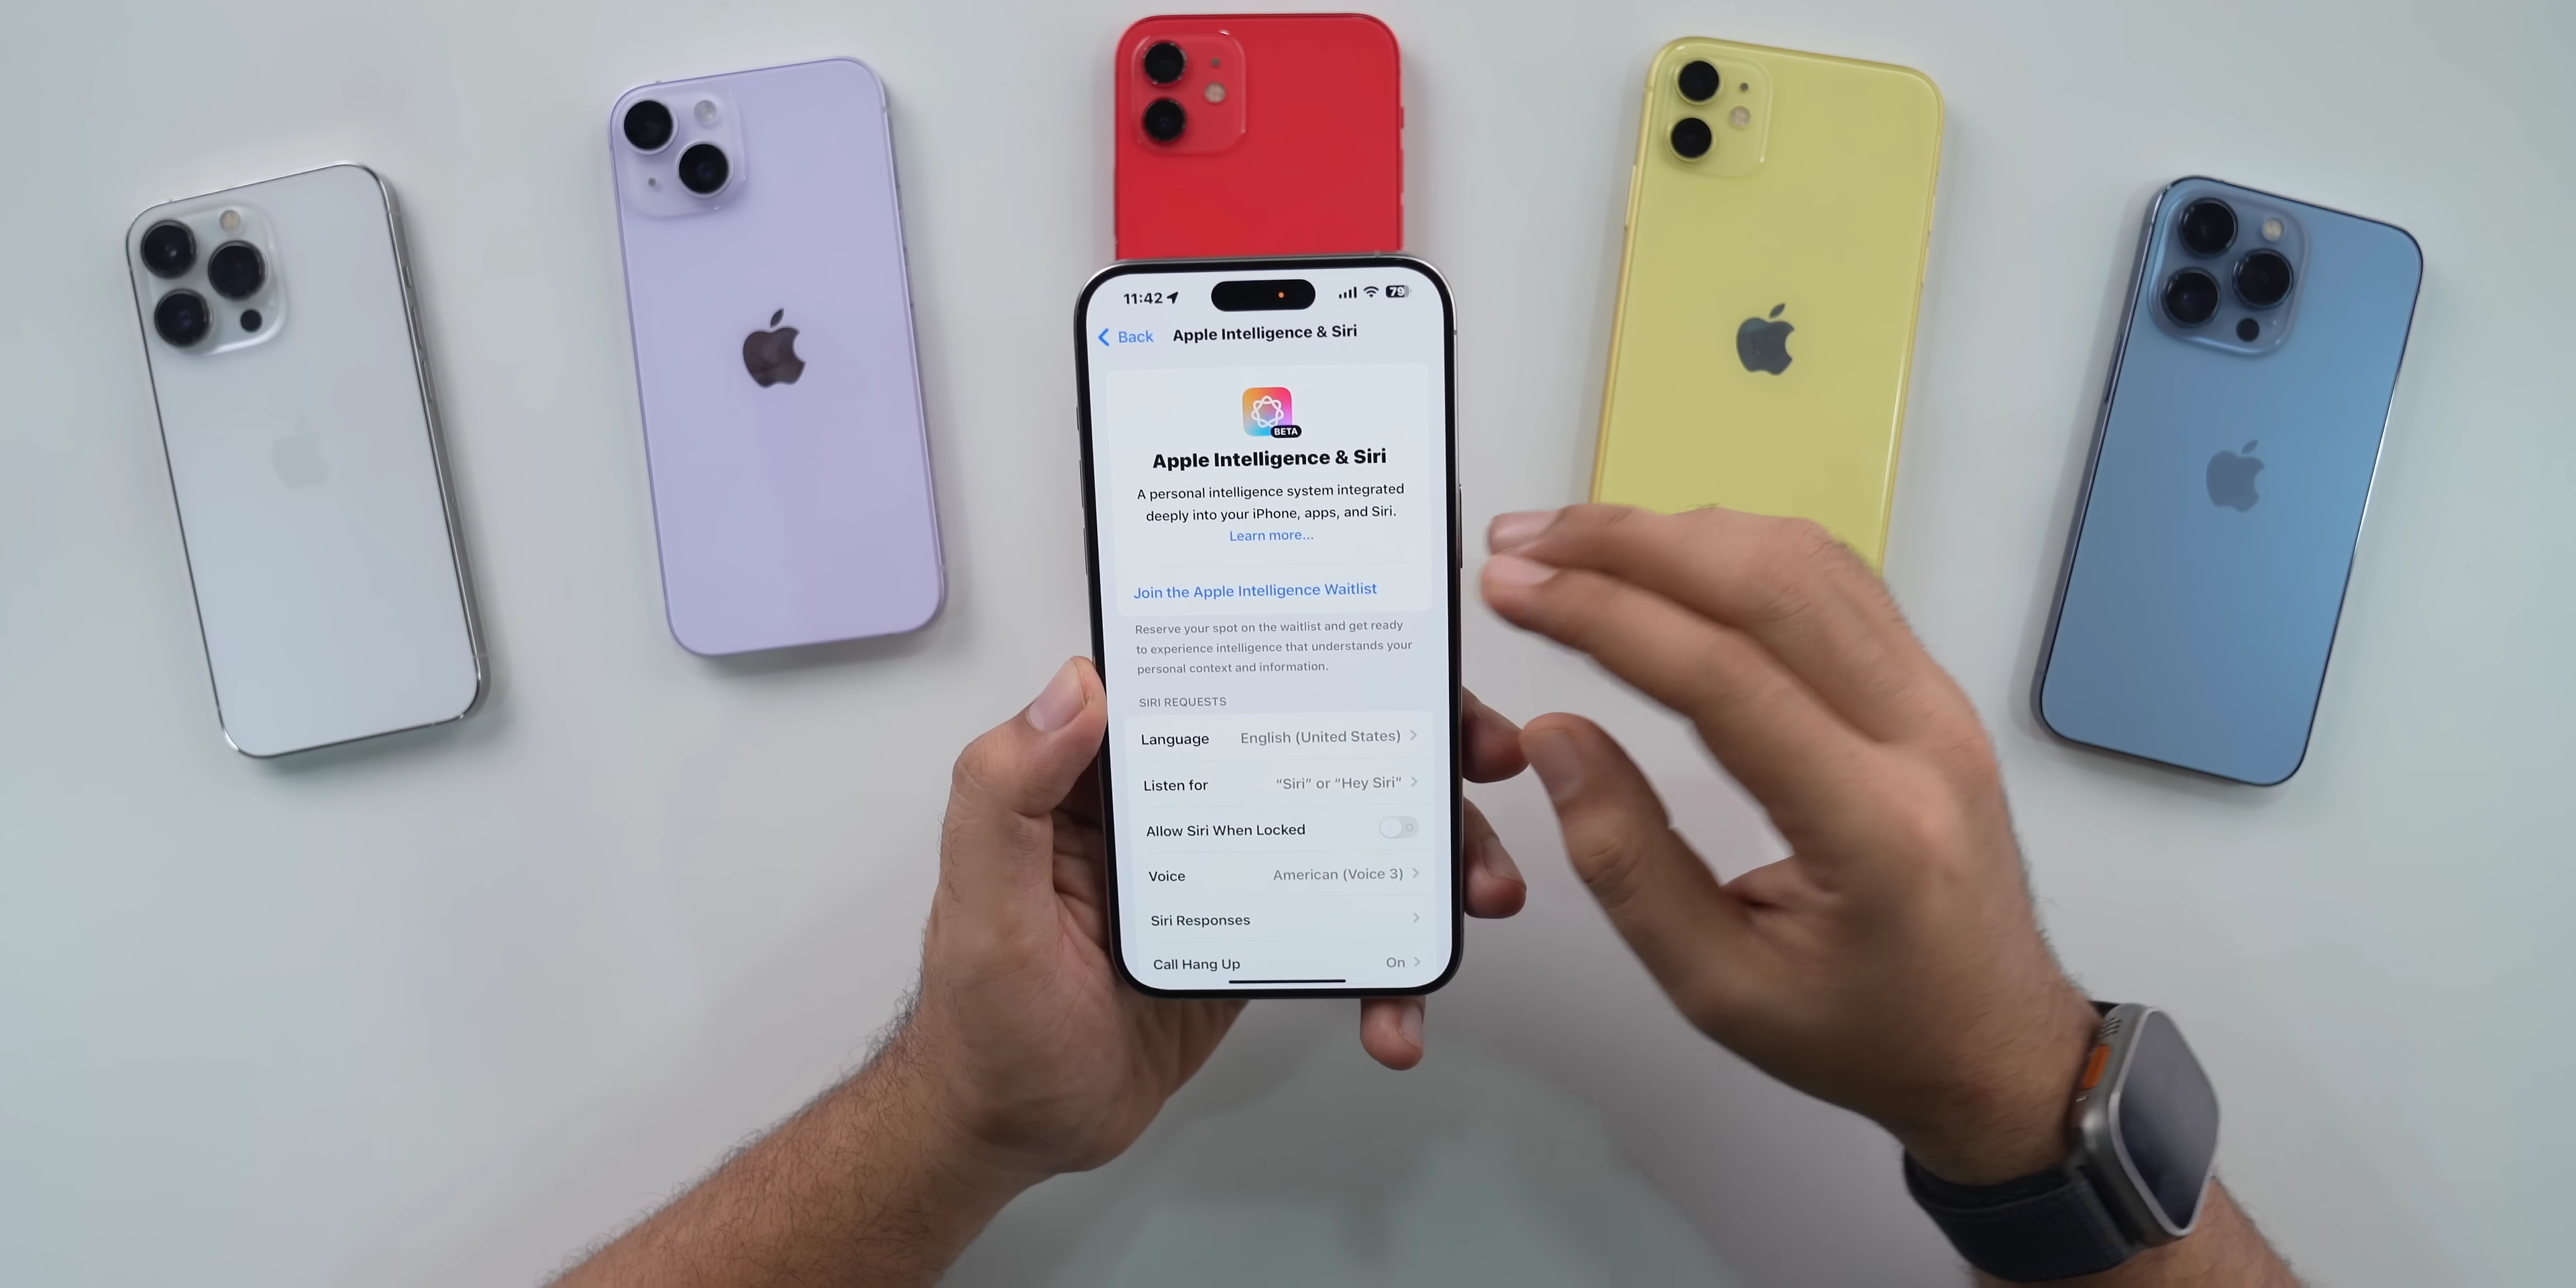 11:42
79
Back
Apple Intelligence & Siri
BETA
Apple Intelligence & Siri
A personal intelligence system integrated
deeply into your iPhone, apps, and Siri.
Learn more...
Join the Apple Intelligence Waitlist
Reserve your spot on the waitlist and get ready
to experience intelligence that understands your
personal context and information.
SIRI REQUESTS
Language English (United States)
Listen for “Siri” or “Hey Siri”
Allow Siri When Locked
Voice American (Voice 3)
Siri Responses
Call Hang Up On